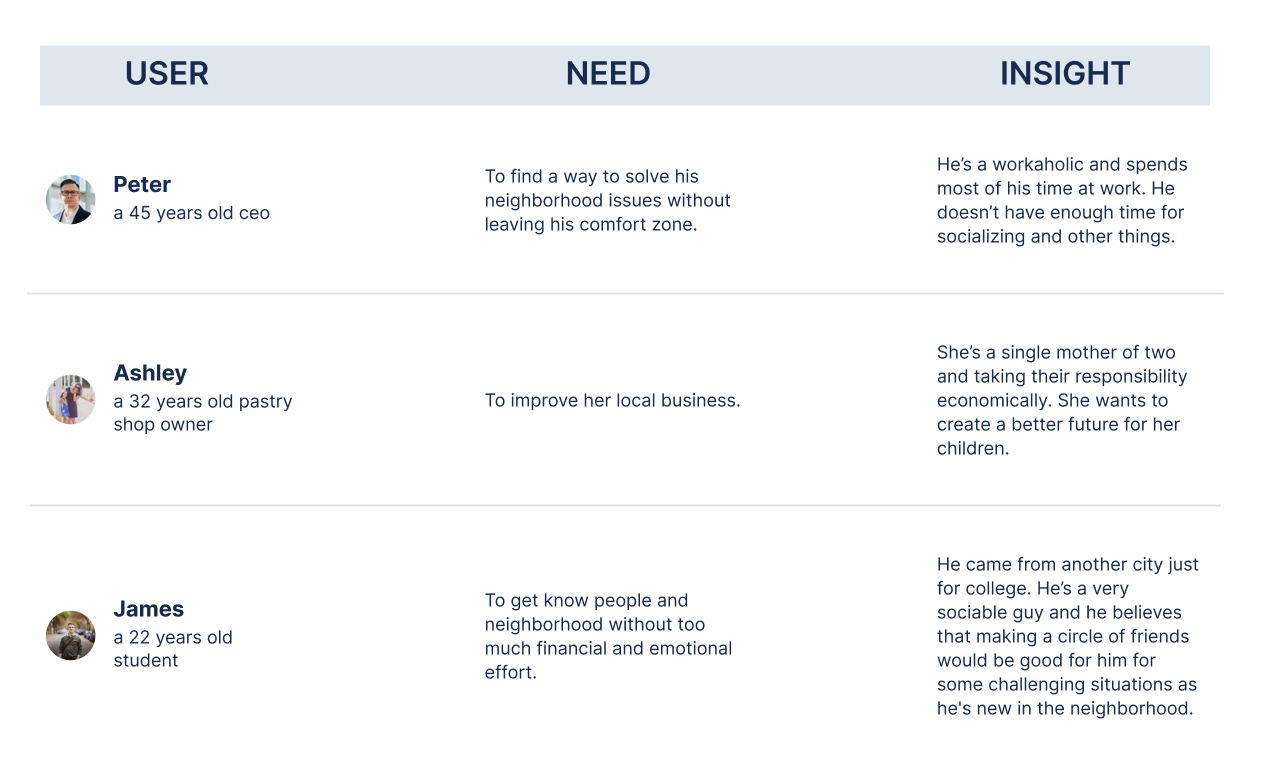 USER NEED INSIGHT
Peter
a 45 years old ceo
To find a way to solve his
neighborhood issues without
leaving his comfort zone.
He’s a workaholic and spends
most of his time at work. He
doesn’t have enough time for
socializing and other things.
Ashley
a 32 years old pastry
shop owner
To improve her local business.
She’s a single mother of two
and taking their responsibility
economically. She wants to
create a better future for her
children.
James
a 22 years old
student
To get know people and
neighborhood without too
much financial and emotional
effort.
He came from another city just
for college. He’s a very
sociable guy and he believes
that making a circle of friends
would be good for him for
some challenging situations as
he's new in the neighborhood.